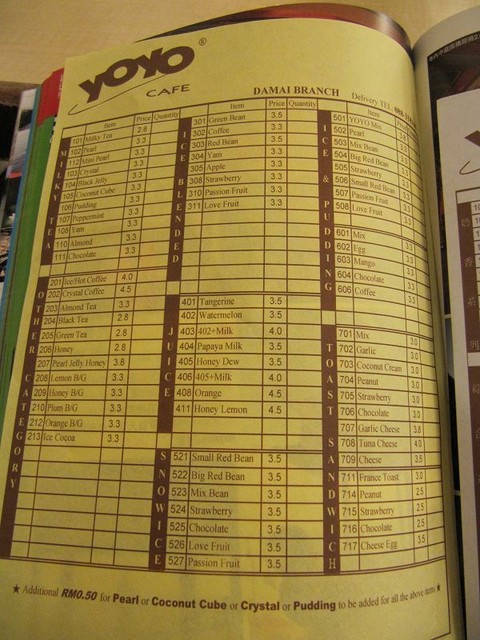 YOYO ®
CAFE
DAMAI BRANCH
Delivery TEL:
Item Price Quantity
MILKY TEA
101 Milky Tea 2.8
102 Pearl 3.3
112 Mini Pearl 3.3
103 Crystal 3.3
104 Black Jelly 3.3
105 Coconut Cube 3.3
106 Pudding 3.3
107 Peppermint 3.3
108 Yam 3.3
110 Almond 3.3
111 Chocolate 3.3
OTHER CATEGORY
201 Ice/Hot Coffee 4.0
202 Crystal Coffee 4.5
203 Almond Tea 3.3
204 Black Tea 2.8
205 Green Tea 2.8
206 Honey 2.8
207 Pearl Jelly Honey 3.8
208 Lemon B/G 3.3
209 Honey B/G 3.3
210 Plum B/G 3.3
212 Orange B/G 3.3
213 Ice Cocoa 3.3
Item Price Quantity
ICE BLENDED
301 Green Bean 3.5
302 Coffee 3.3
303 Red Bean 3.5
304 Yam 3.3
305 Apple 3.3
308 Strawberry 3.3
310 Passion Fruit 3.3
311 Love Fruit 3.3
JUICE
401 Tangerine 3.5
402 Watermelon 3.5
403 402+Milk 4.0
404 Papaya Milk 3.5
405 Honey Dew 3.5
406 405+Milk 4.0
408 Orange 4.5
411 Honey Lemon 4.5
SNOWICE
521 Small Red Bean 3.5
522 Big Red Bean 3.5
523 Mix Bean 3.5
524 Strawberry 3.5
525 Chocolate 3.5
526 Love Fruit 3.5
527 Passion Fruit 3.5
Item
ICE & PUDDING
501 YOYO Mix
502 Pearl
503 Mix Bean
504 Big Red Bean
505 Strawberry
506 Small Red Bean
507 Passion Fruit
508 Love Fruit
601 Mix
602 Egg
603 Mango
604 Chocolate
606 Coffee
TOAST SANDWICH
701 Mix 3.0
702 Garlic 3.0
703 Coconut Cream 3.0
704 Peanut 3.0
705 Strawberry 3.0
706 Chocolate 3.0
707 Garlic Cheese 3.8
708 Tuna Cheese 4.0
709 Cheese 3.5
711 France Toast 3.0
714 Peanut 2.5
715 Strawberry 2.5
716 Chocolate 2.5
717 Cheese Egg 3.5
★ Additional RM0.50 for Pearl or Coconut Cube or Crystal or Pudding to be added for all the above items ★